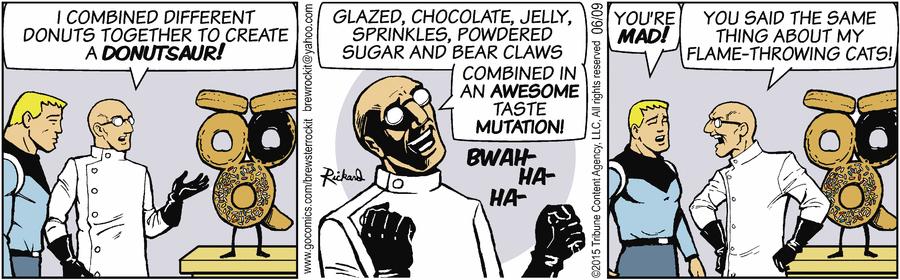 I COMBINED DIFFERENT
DONUTS TOGETHER TO CREATE
A DONUTSAUR!
www.gocomics.com/brewsterrockit brewrockit@yahoo.com
GLAZED, CHOCOLATE, JELLY,
SPRINKLES, POWDERED
SUGAR AND BEAR CLAWS
COMBINED IN
AN AWESOME
TASTE
MUTATION!
BWAH-
HA-
HA-
Rickard
©2015 Tribune Content Agency, LLC. All rights reserved 06/09
YOU'RE
MAD!
YOU SAID THE SAME
THING ABOUT MY
FLAME-THROWING CATS!